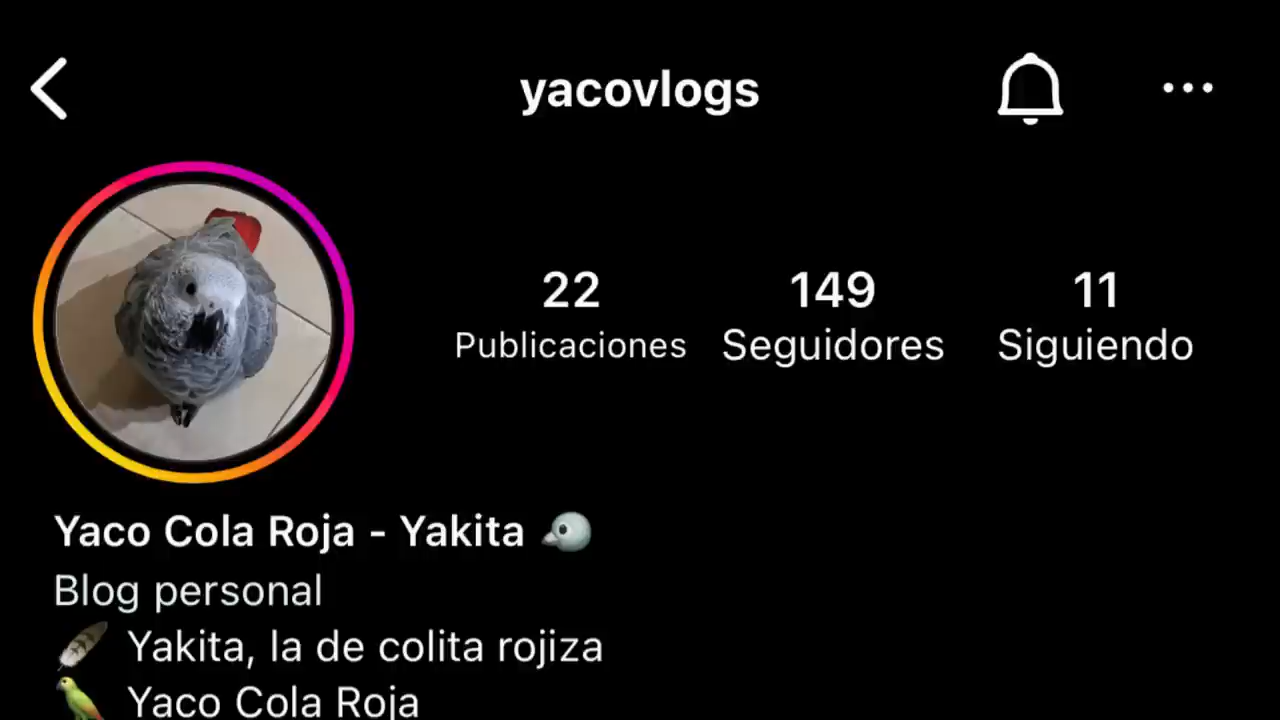 yacovlogs
22 149 11
Publicaciones Seguidores Siguiendo
Yaco Cola Roja - Yakita
Blog personal
Yakita, la de colita rojiza
Yaco Cola Roja